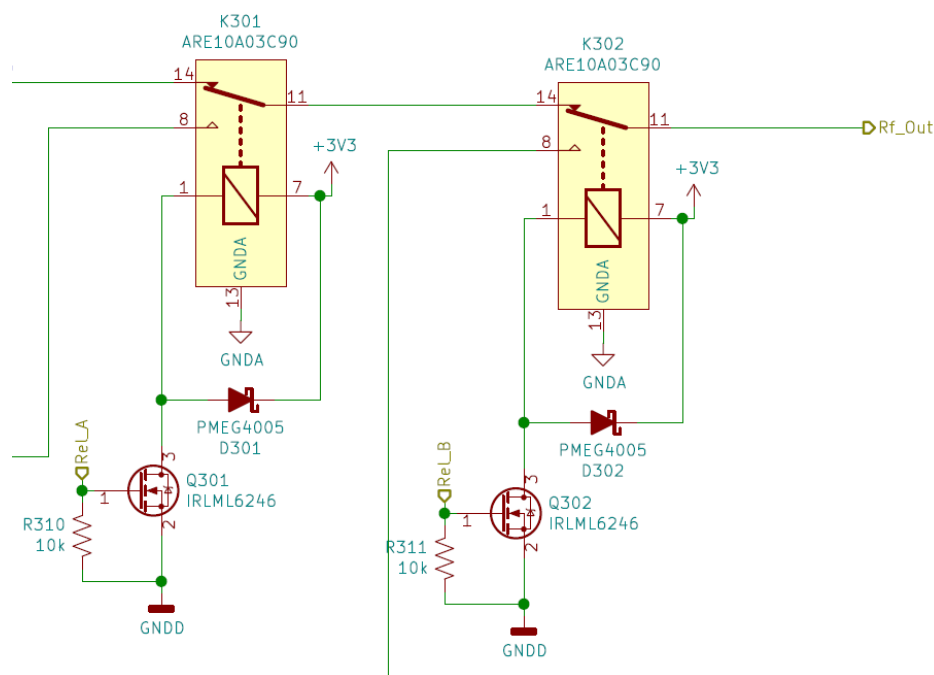 K301
ARE10A03C90
14
11
8
+3V3
1
7
GNDA
13
GNDA
PMEG4005
D301
Rel_A
3
Q301
IRLML6246
1
2
R310
10k
GNDD
K302
ARE10A03C90
14
11
8
Rf_Out
+3V3
1
7
GNDA
13
GNDA
PMEG4005
D302
Rel_B
3
Q302
IRLML6246
1
2
R311
10k
GNDD